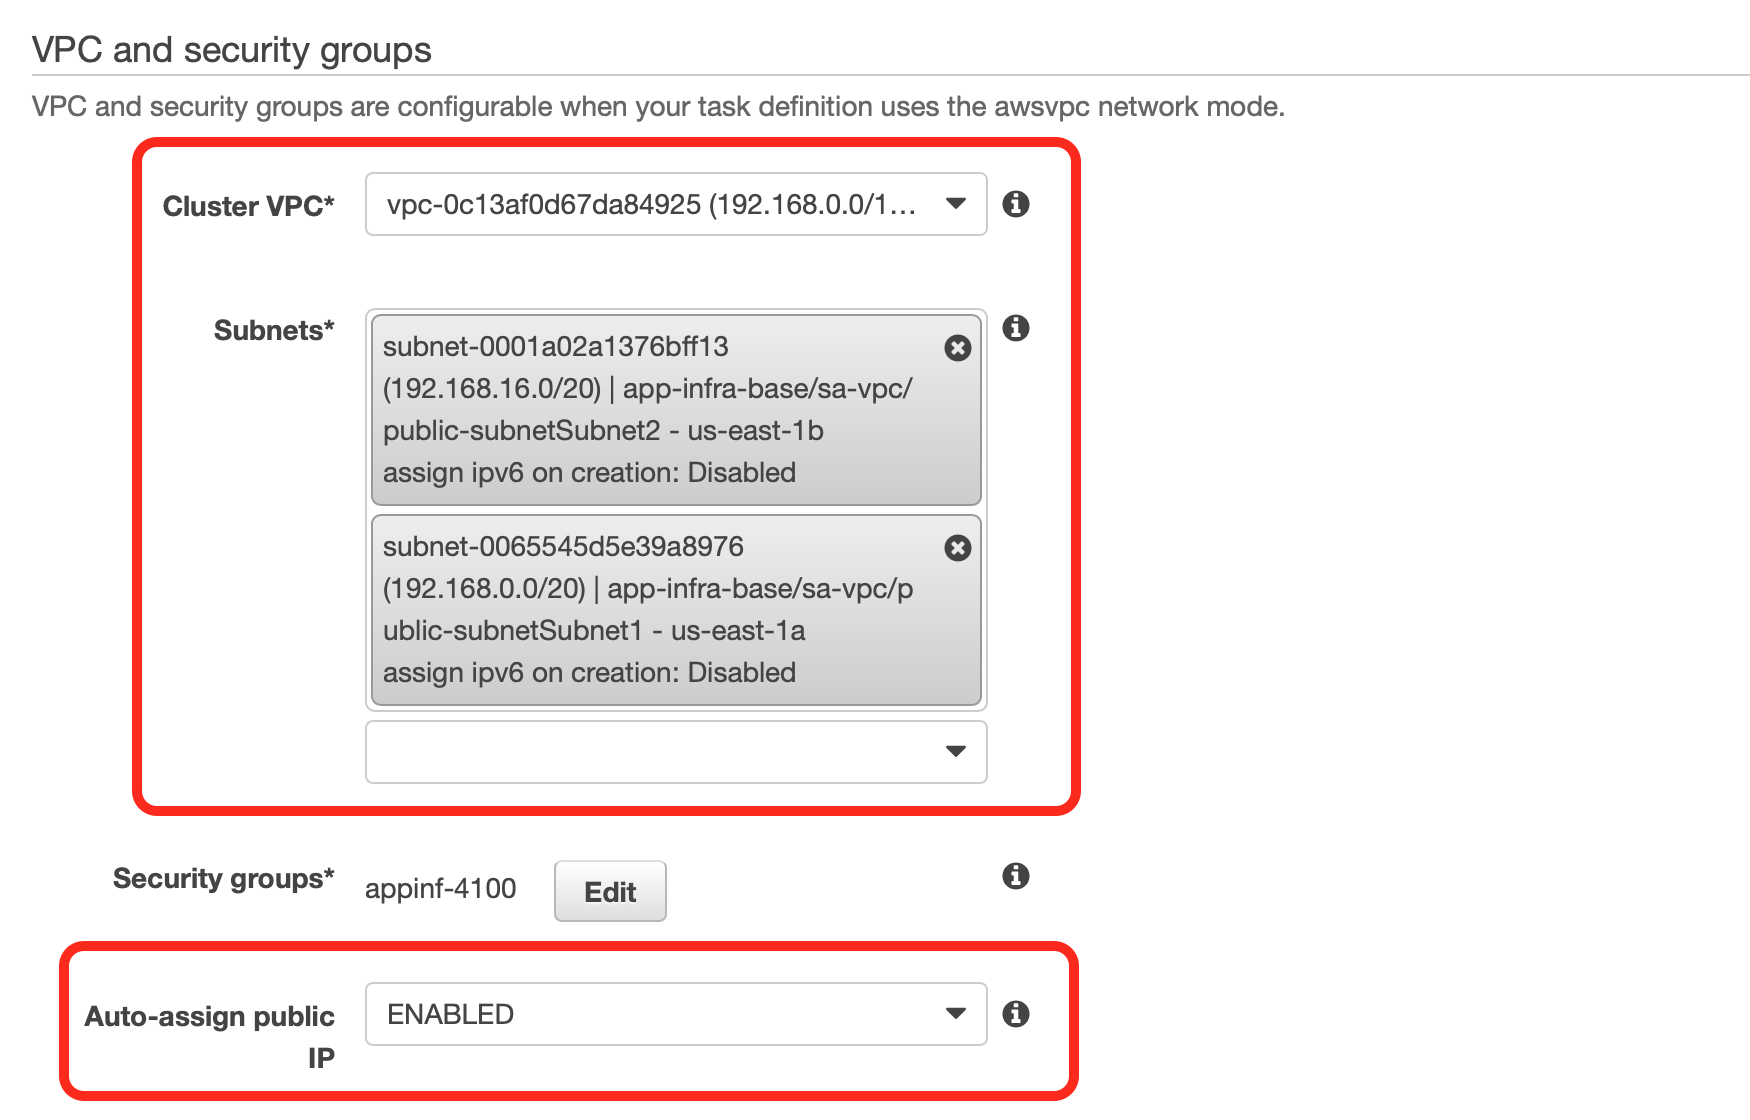 VPC and security groups
VPC and security groups are configurable when your task definition uses the awsvpc network mode.
Cluster VPC*
vpc-0c13af0d67da84925 (192.168.0.0/1...
Subnets*
subnet-0001a02a1376bff13
(192.168.16.0/20) | app-infra-base/sa-vpc/
public-subnetSubnet2 - us-east-1b
assign ipv6 on creation: Disabled
subnet-0065545d5e39a8976
(192.168.0.0/20) | app-infra-base/sa-vpc/p
ublic-subnetSubnet1 - us-east-1a
assign ipv6 on creation: Disabled
Security groups*
appinf-4100
Edit
Auto-assign public
IP
ENABLED